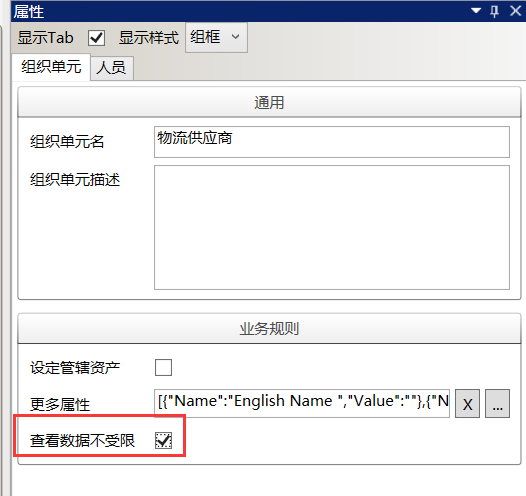 属性
显示Tab 显示样式 组框
组织单元 人员
通用
组织单元名 物流供应商
组织单元描述
业务规则
设定管辖资产
更多属性 [{"Name":"English Name ","Value":""},{"N X ...
查看数据不受限